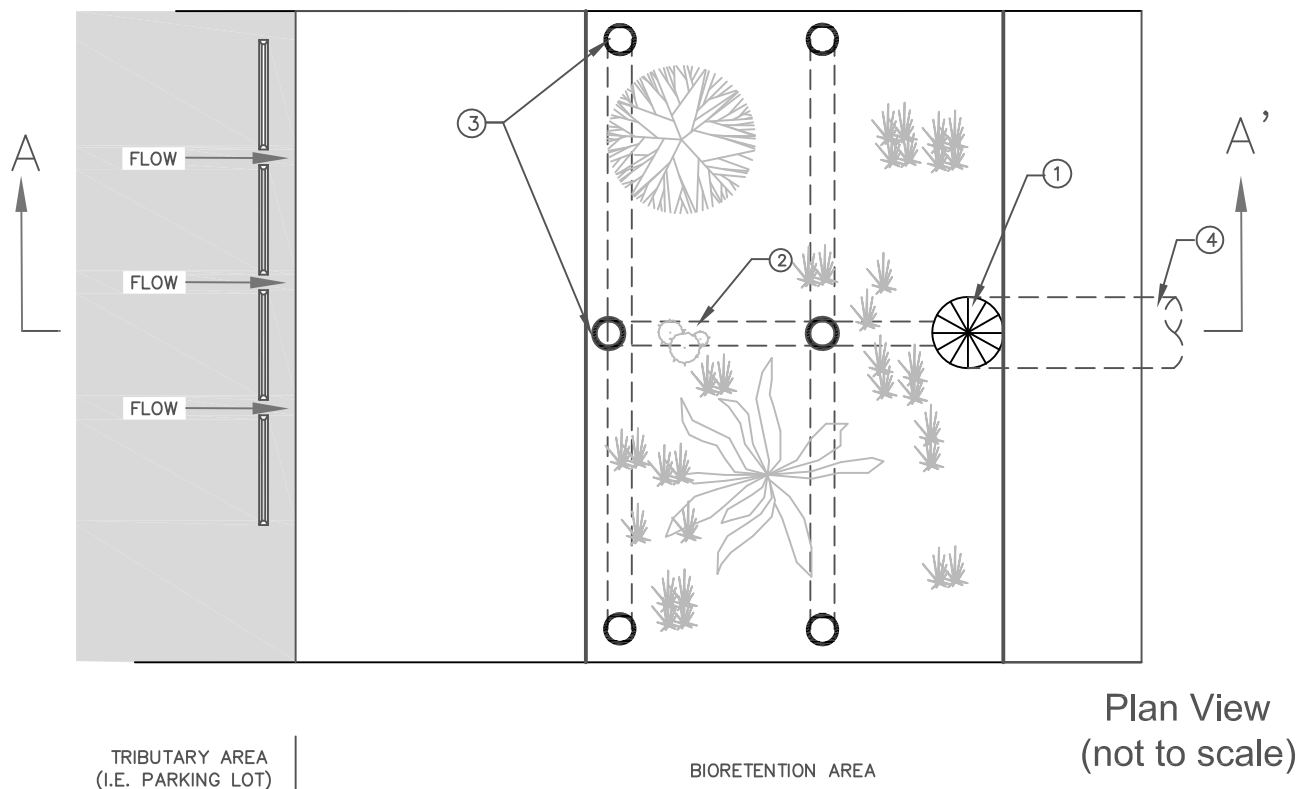 3
1
A
FLOW
A'
4
2
FLOW
FLOW
Plan View
(not to scale)
TRIBUTARY AREA
(I.E. PARKING LOT)
BIORETENTION AREA